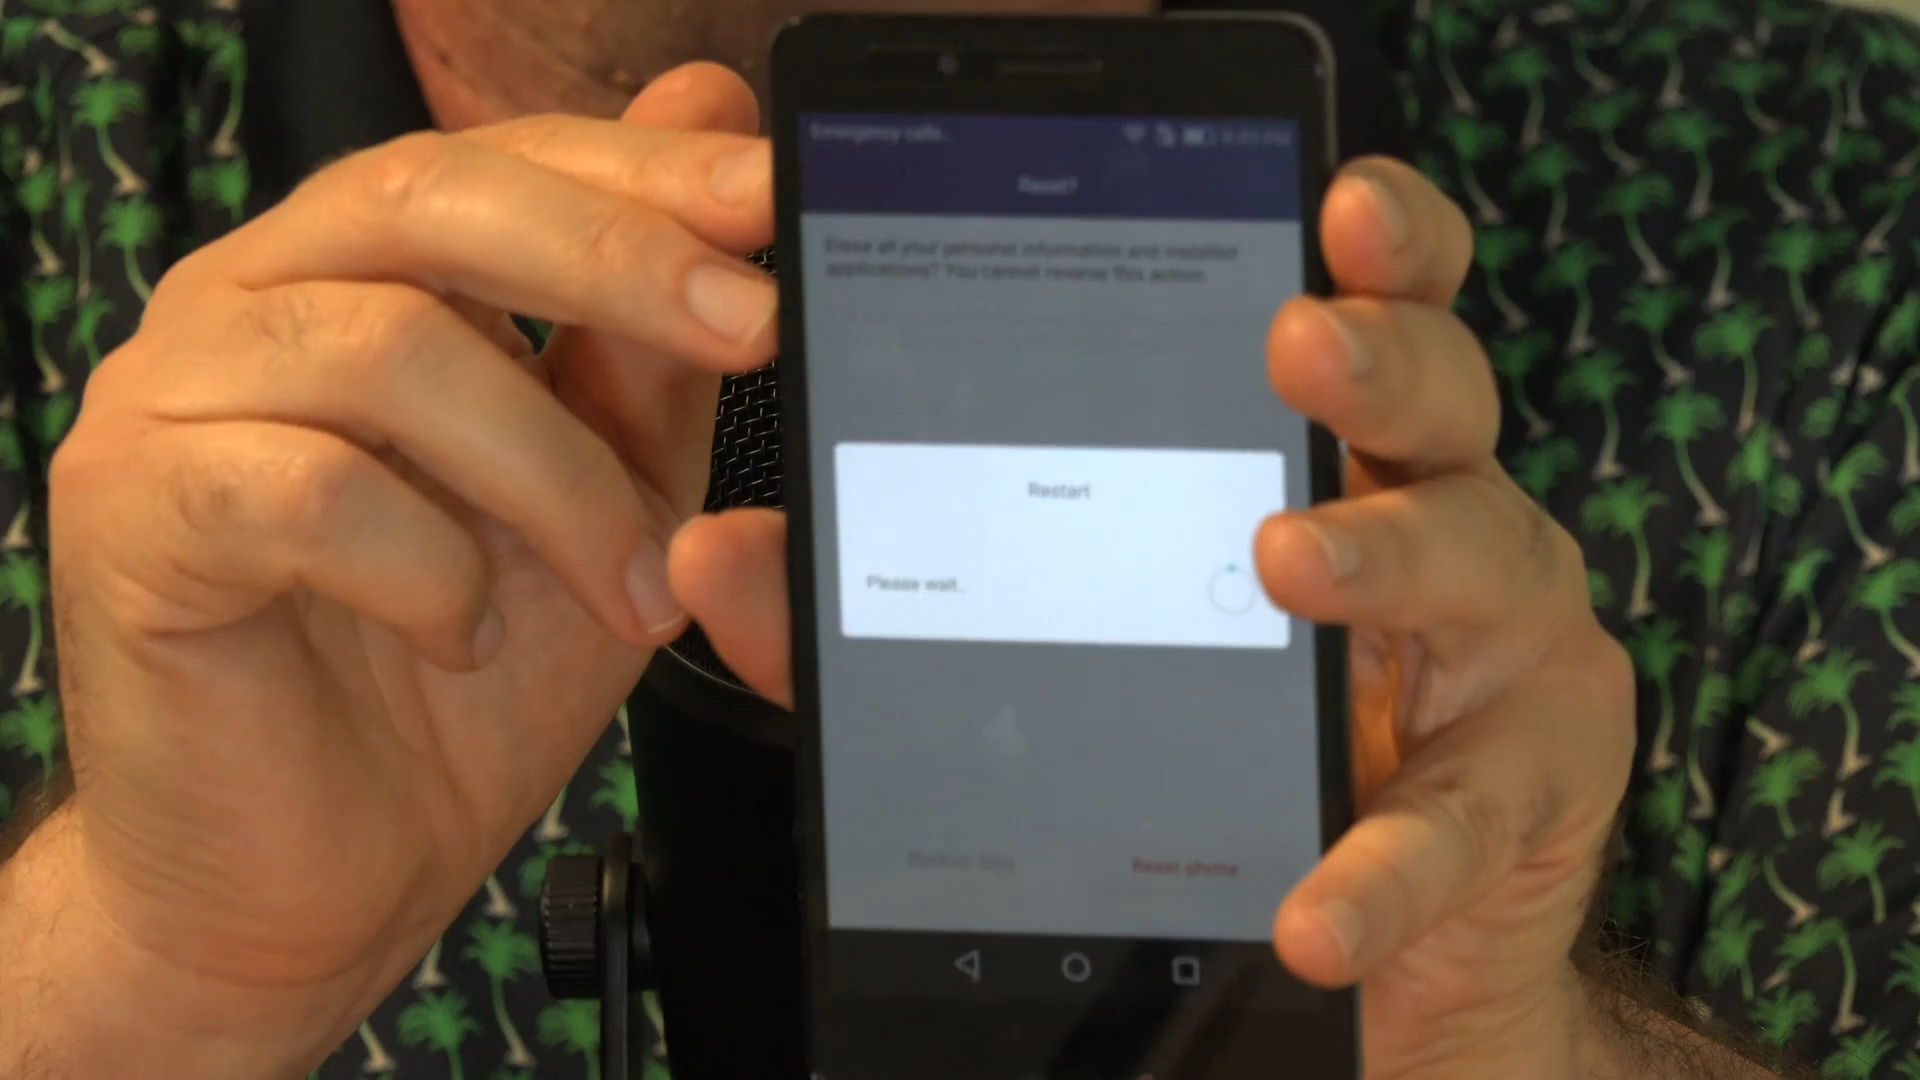 Emergency calls..
Reset?
Erase all your personal information and installed
applications? You cannot reverse this action.
Restart
Please wait..
Reset phone